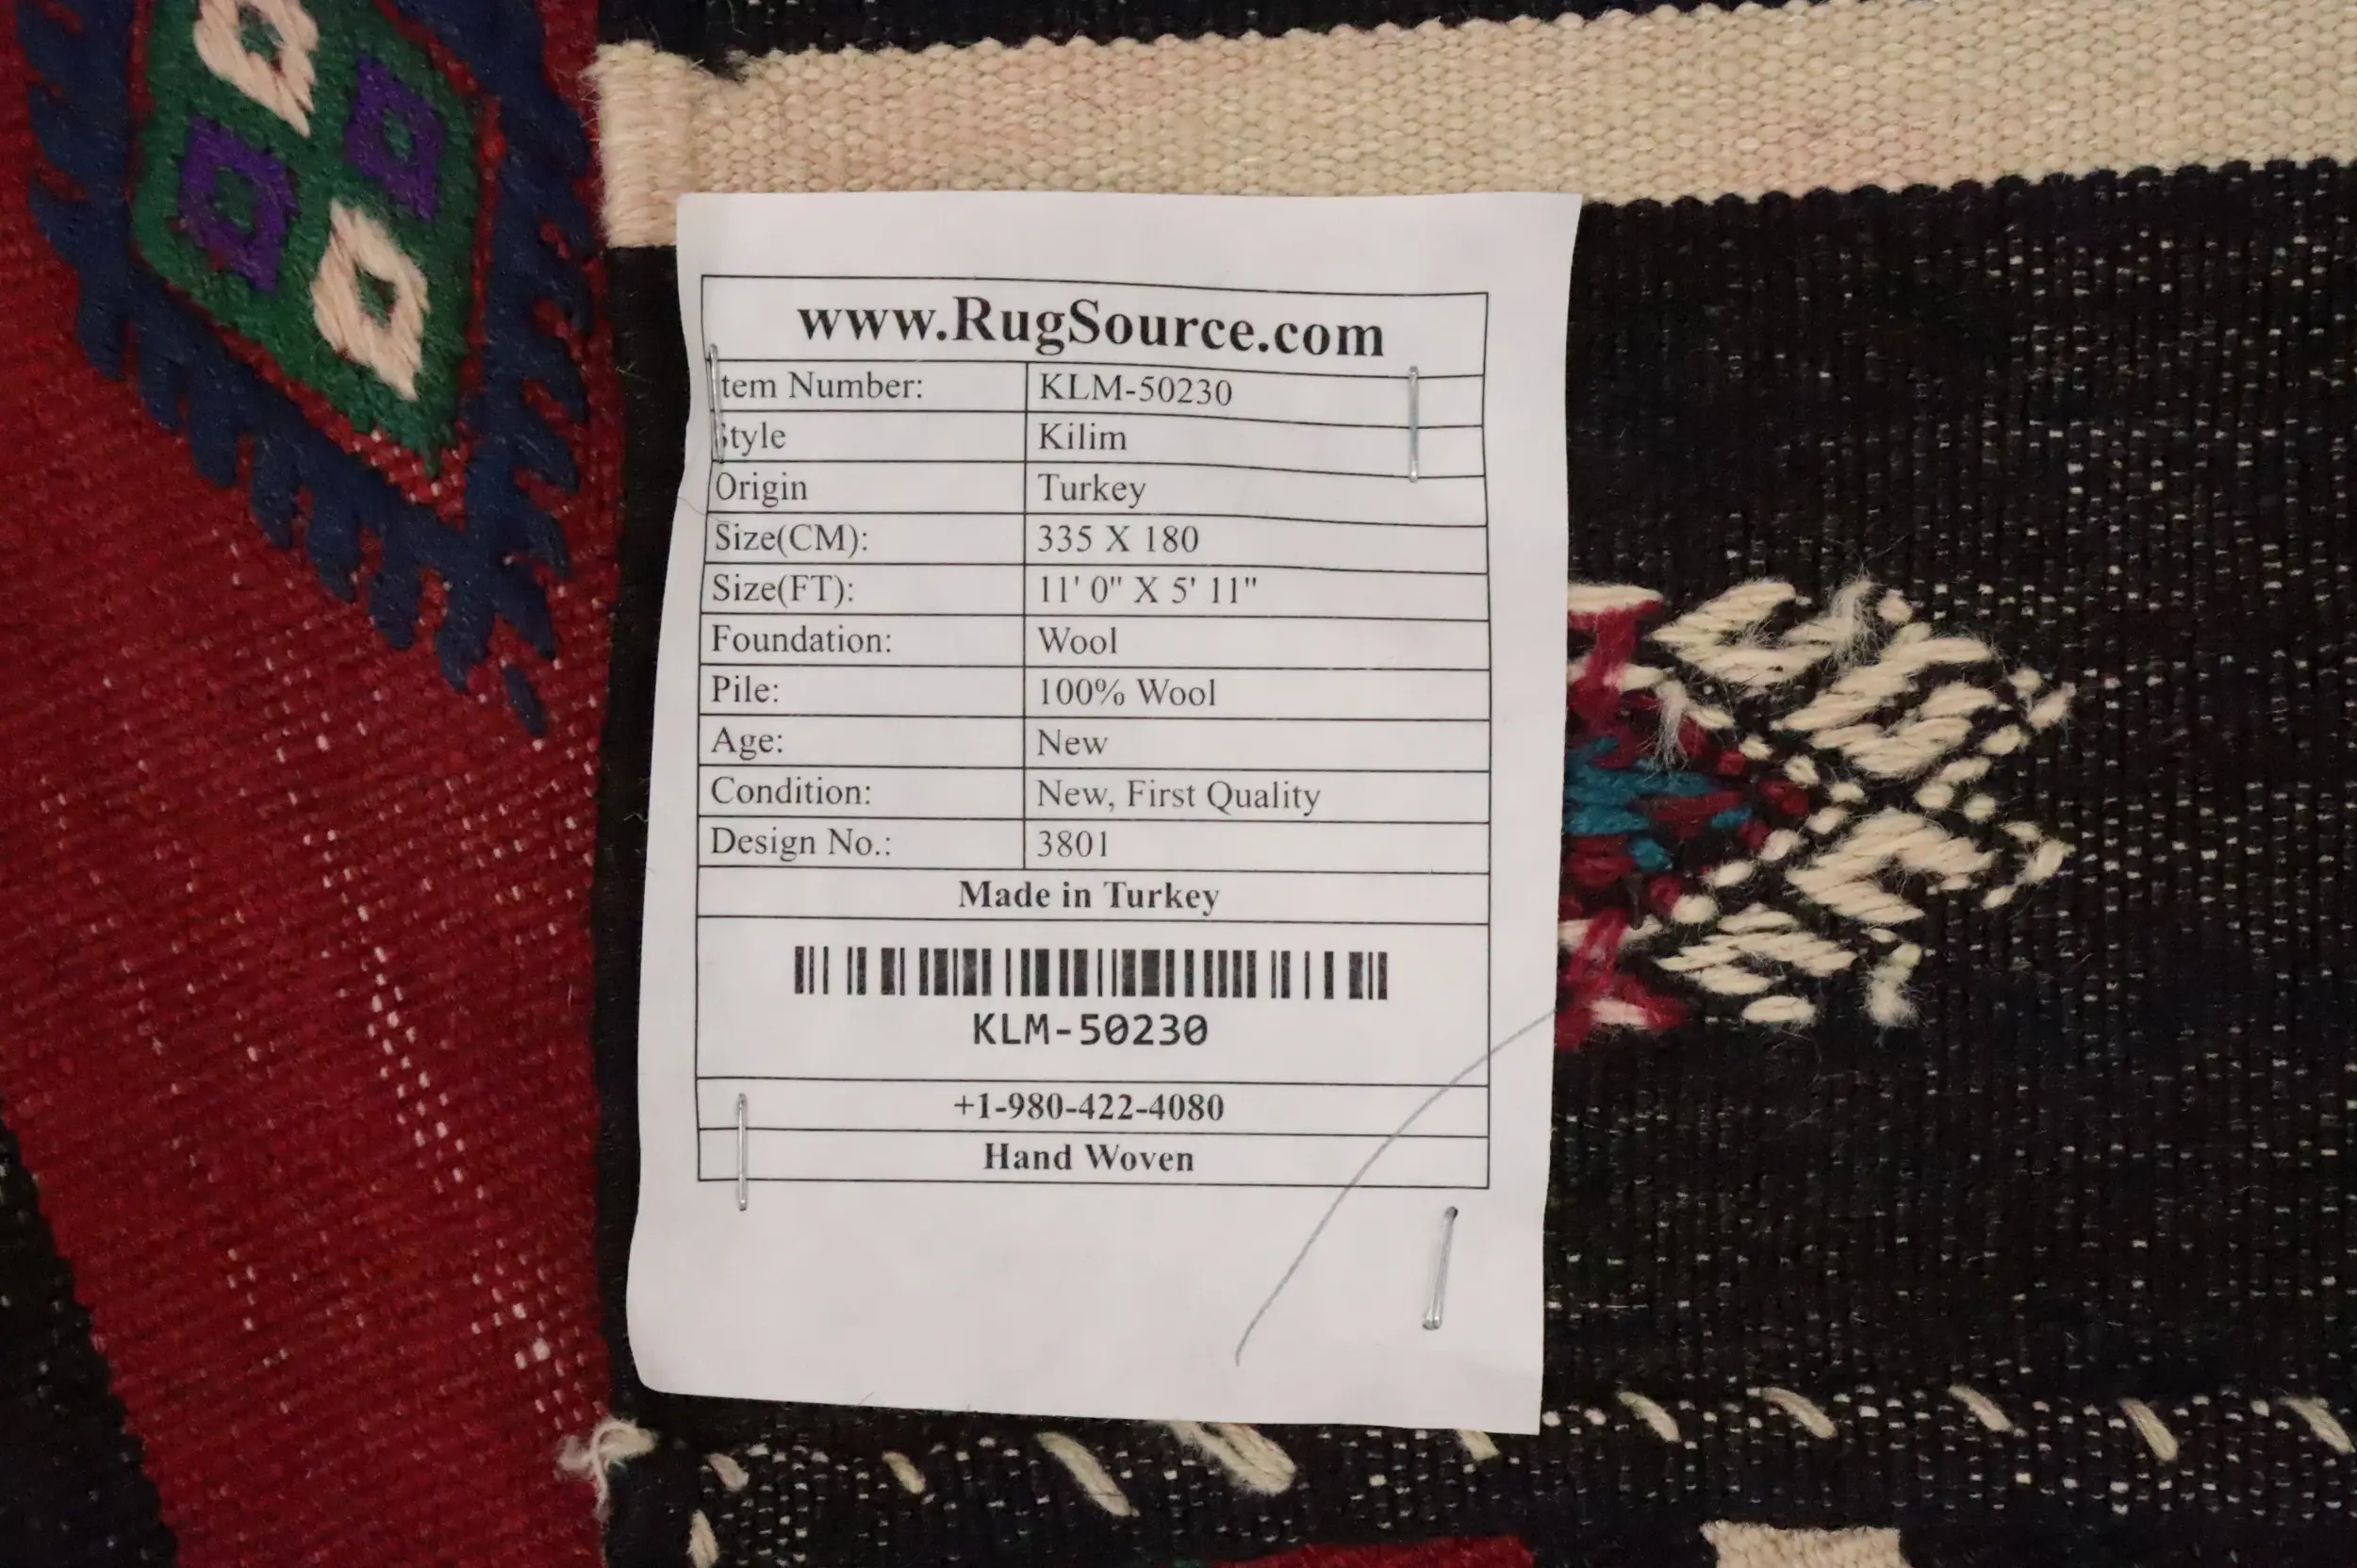 www.RugSource.com
tem Number: KLM-50230
Style Kilim
Origin Turkey
Size(CM): 335 X 180
Size(FT): 11' 0" X 5' 11"
Foundation: Wool
Pile: 100% Wool
Age: New
Condition: New, First Quality
Design No.: 3801
Made in Turkey
KLM-50230
+1-980-422-4080
Hand Woven